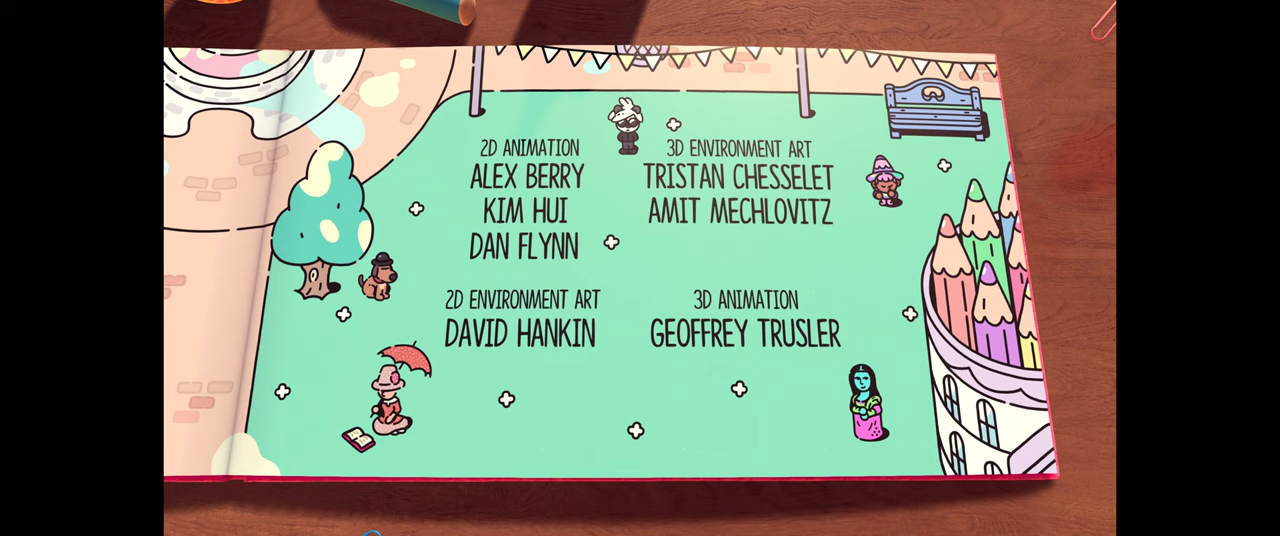 2D ANIMATION
ALEX BERRY
KIM HUI
DAN FLYNN
3D ENVIRONMENT ART
TRISTAN CHESSELET
AMIT MECHLOVITZ
2D ENVIRONMENT ART
DAVID HANKIN
3D ANIMATION
GEOFFREY TRUSLER